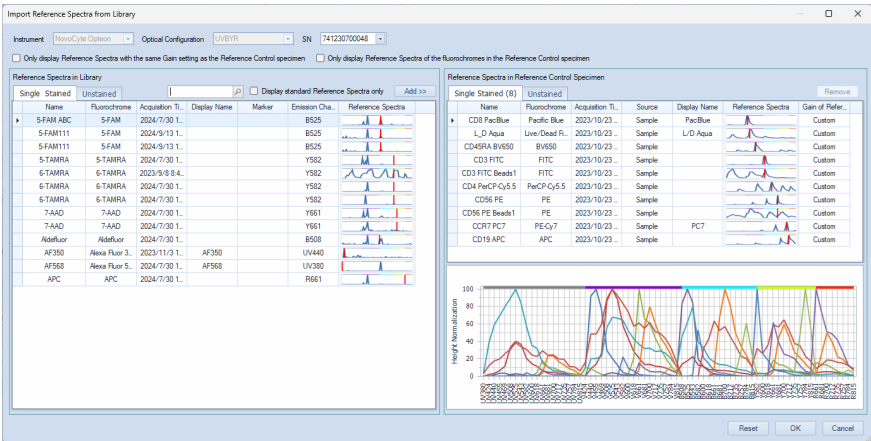 Import Reference Spectra from Library
Instrument NovoCyte Opteon Optical Configuration UVBYR SN 741230700048
Only display Reference Spectra with the same Gain setting as the Reference Control specimen Only display Reference Spectra of the fluorochromes in the Reference Control specimen
Reference Spectra in Library
Single Stained Unstained Display standard Reference Spectra only Add >>
Name Fluorochrome Acquisition Ti... Display Name Marker Emission Cha... Reference Spectra
5-FAM ABC 5-FAM 2024/7/30 1... B525
5-FAM111 5-FAM 2024/9/13 1... B525
5-FAM111 5-FAM 2024/9/13 1... B525
5-TAMRA 5-TAMRA 2024/7/30 1... Y582
6-TAMRA 6-TAMRA 2023/9/8 8:4... Y582
6-TAMRA 6-TAMRA 2024/7/30 1... Y582
6-TAMRA 6-TAMRA 2024/7/30 1... Y582
7-AAD 7-AAD 2024/7/30 1... Y661
7-AAD 7-AAD 2024/7/30 1... Y661
Aldefluor Aldefluor 2024/7/30 1... B508
AF350 Alexa Fluor 3... 2023/11/3 1... AF350 UV440
AF568 Alexa Fluor 5... 2024/7/30 1... AF568 UV380
APC APC 2024/7/30 1... R661
Reference Spectra in Reference Control Specimen
Single Stained (8) Unstained Remove
Name Fluorochrome Acquisition Ti... Source Display Name Reference Spectra Gain of Refer...
CD8 PacBlue Pacific Blue 2023/10/23 ... Sample PacBlue Custom
L_D Aqua Live/Dead Fi... 2023/10/23 ... Sample L/D Aqua Custom
CD45RA BV650 BV650 2023/10/23 ... Sample Custom
CD3 FITC FITC 2023/10/23 ... Sample Custom
CD3 FITC Beads1 FITC 2023/10/23 ... Sample Custom
CD4 PerCP-Cy5.5 PerCP-Cy5.5 2023/10/23 ... Sample Custom
CD56 PE PE 2023/10/23 ... Sample Custom
CD56 PE Beads1 PE 2023/10/23 ... Sample Custom
CCR7 PC7 PE-Cy7 2023/10/23 ... Sample PC7 Custom
CD19 APC APC 2023/10/23 ... Sample Custom
Height Normalization
100
80
60
40
20
0
Reset OK Cancel